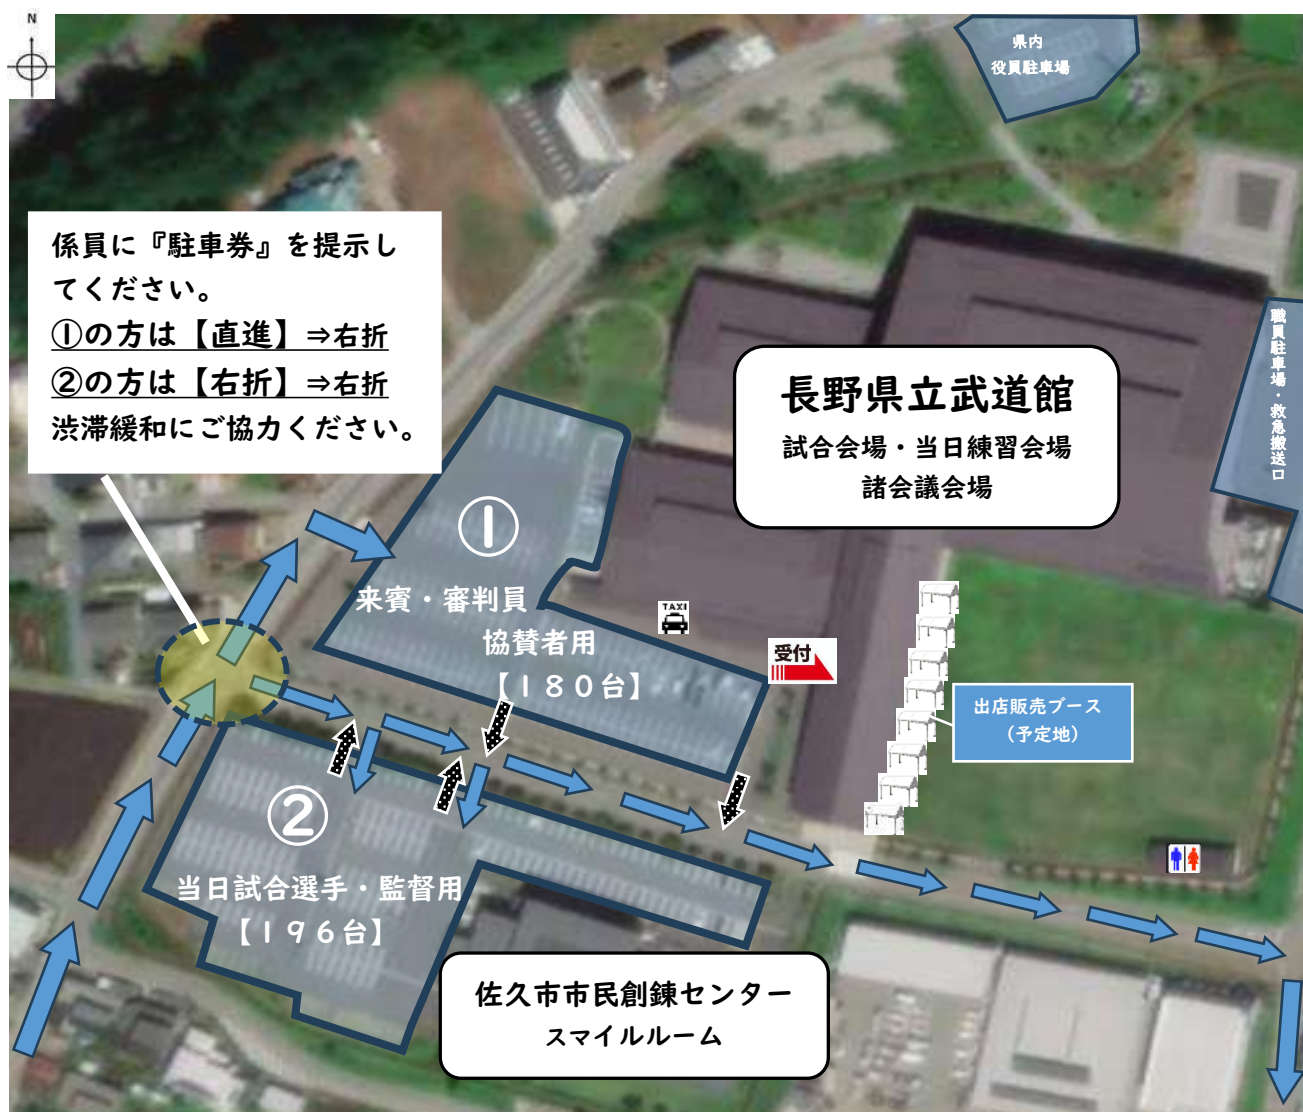 N
県内
役員駐車場
係員に『駐車券』を提示し
てください。
①の方は【直進】⇒右折
②の方は【右折】⇒右折
渋滞緩和にご協力ください。
職員駐車場・救急搬送口
長野県立武道館
試合会場・当日練習会場
諸会議会場
①
来賓・審判員
協賛者用
【180台】
TAXI
受付
出店販売ブース
（予定地）
②
当日試合選手・監督用
【196台】
佐久市市民創錬センター
スマイルルーム